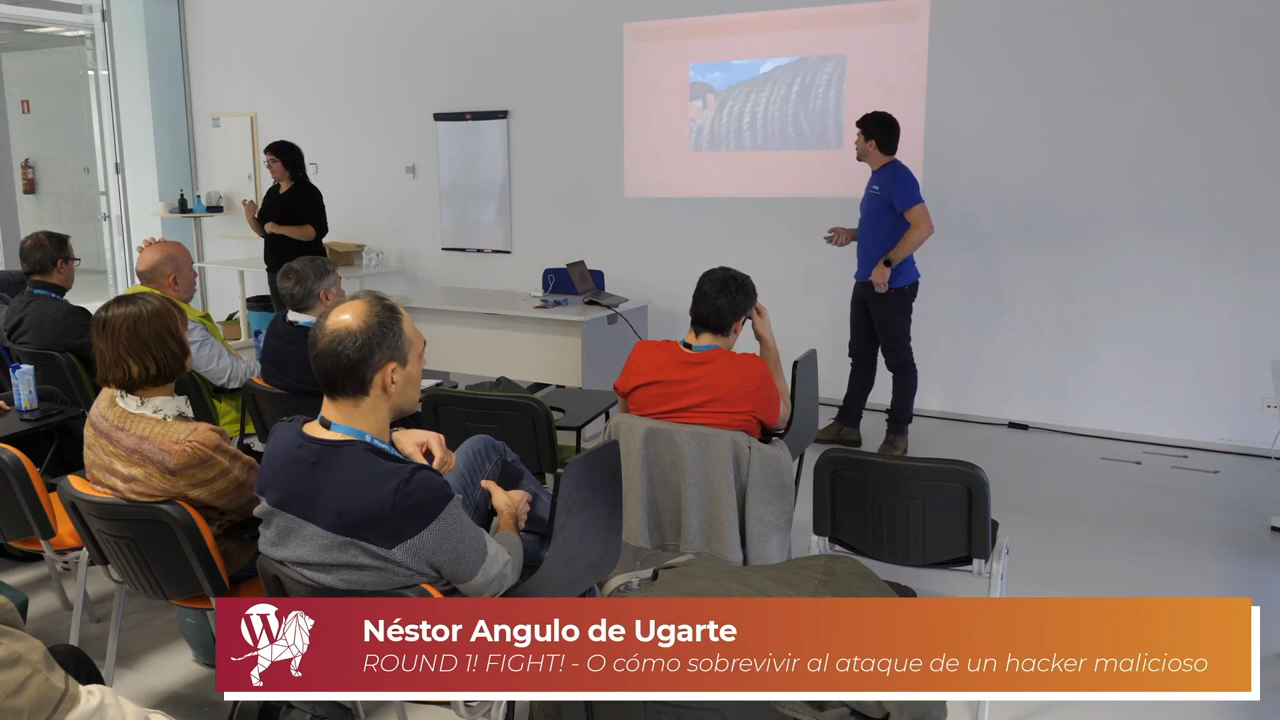 Néstor Angulo de Ugarte
ROUND 1! FIGHT! - O cómo sobrevivir al ataque de un hacker malicioso